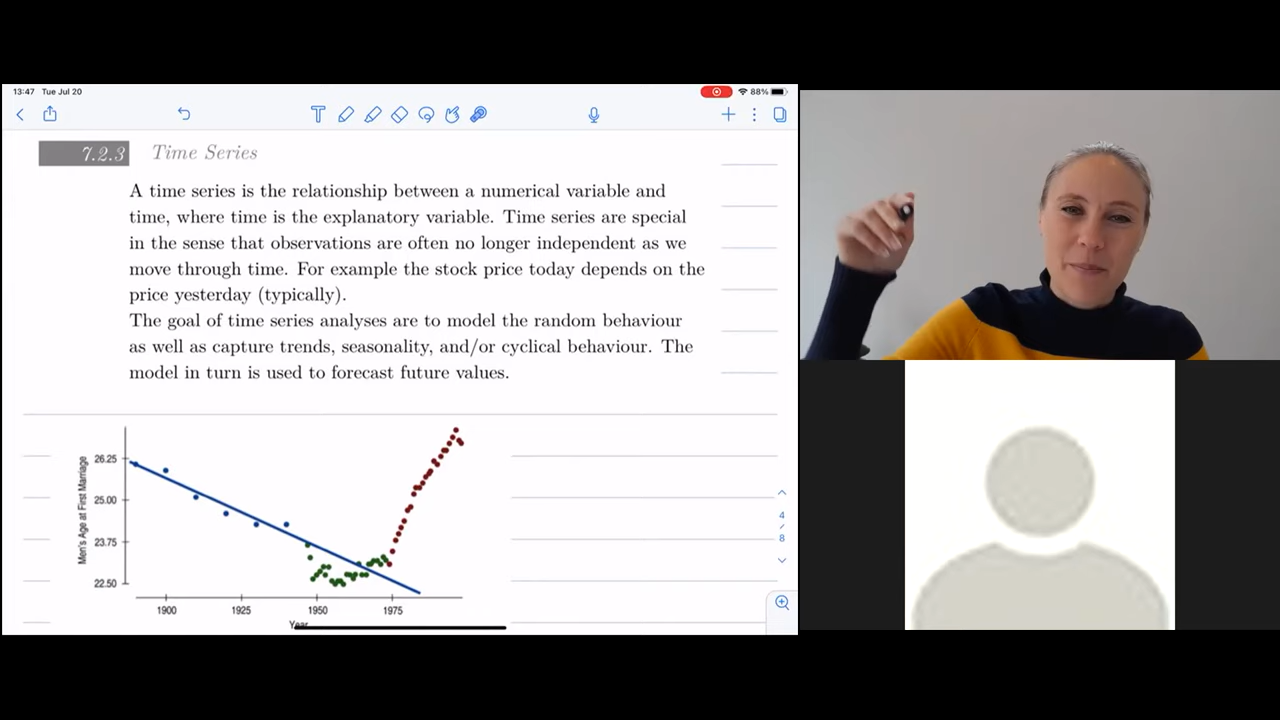 13:47 Tue Jul 20
88%
7.2.3 Time Series
A time series is the relationship between a numerical variable and
time, where time is the explanatory variable. Time series are special
in the sense that observations are often no longer independent as we
move through time. For example the stock price today depends on the
price yesterday (typically).
The goal of time series analyses are to model the random behaviour
as well as capture trends, seasonality, and/or cyclical behaviour. The
model in turn is used to forecast future values.
Men's Age at First Marriage
26.25
25.00
23.75
22.50
1900 1925 1950 1975
Year
4
/
8